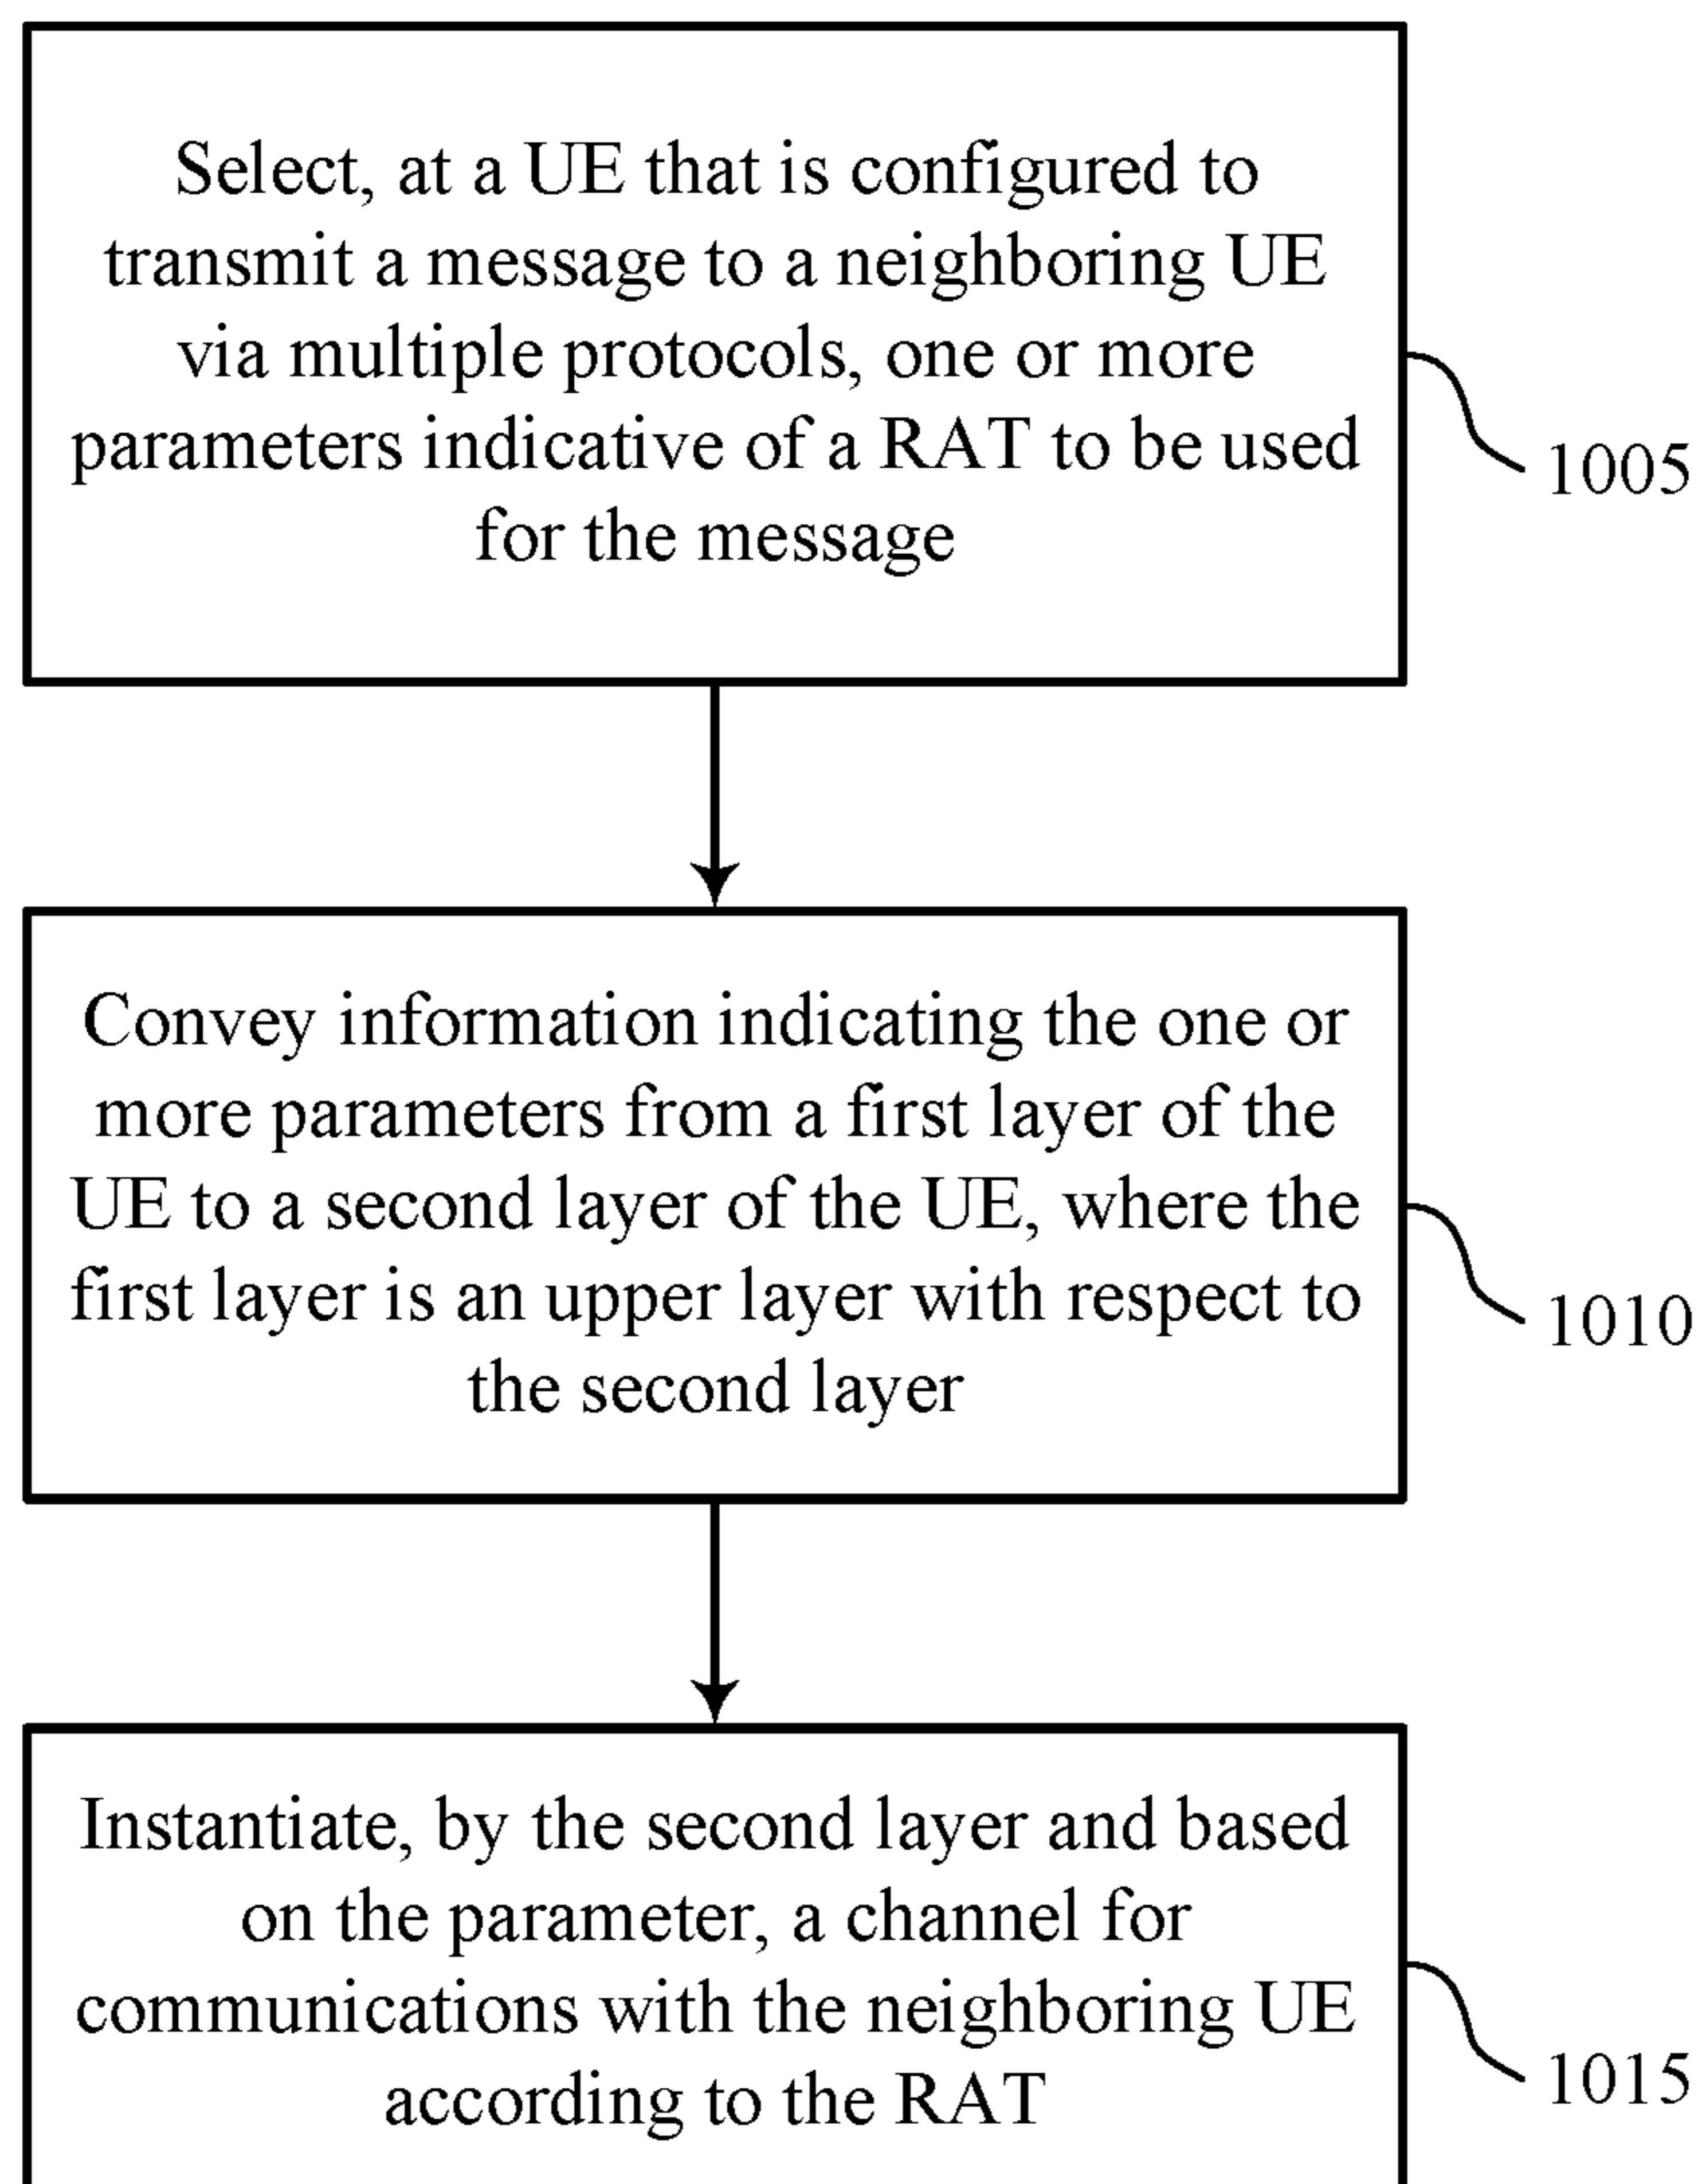 Select, at a UE that is configured to
transmit a message to a neighboring UE
via multiple protocols, one or more
parameters indicative of a RAT to be used
for the message
1005
Convey information indicating the one or
more parameters from a first layer of the
UE to a second layer of the UE, where the
first layer is an upper layer with respect to
the second layer
1010
Instantiate, by the second layer and based
on the parameter, a channel for
communications with the neighboring UE
according to the RAT
1015